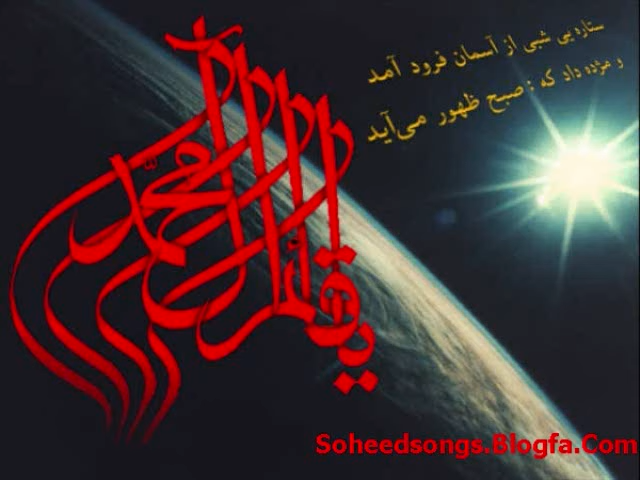 ستاره یی شبی از آسمان فرود آمد
و مژده داد که : صبح ظهور می‌آید
یا قائم آل محمد
Soheedsongs.Blogfa.Com